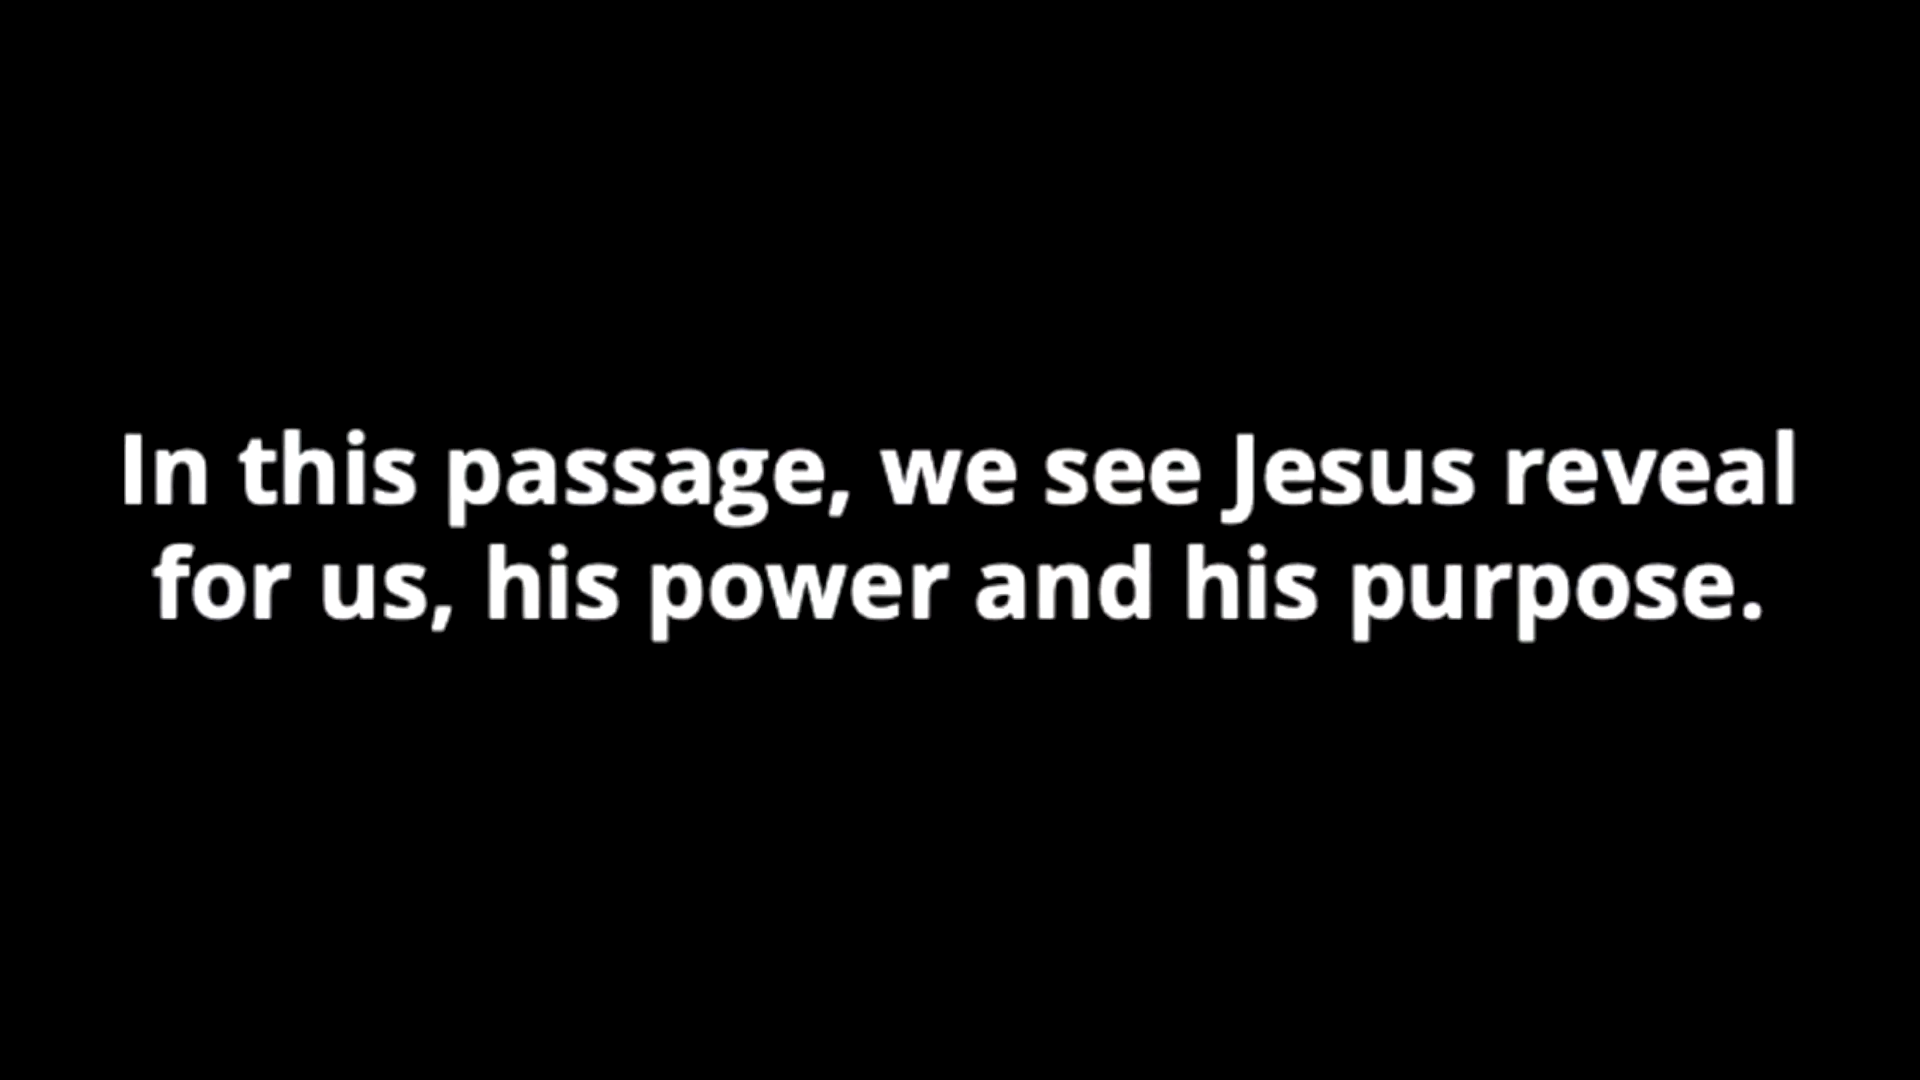 In this passage, we see Jesus reveal
for us, his power and his purpose.